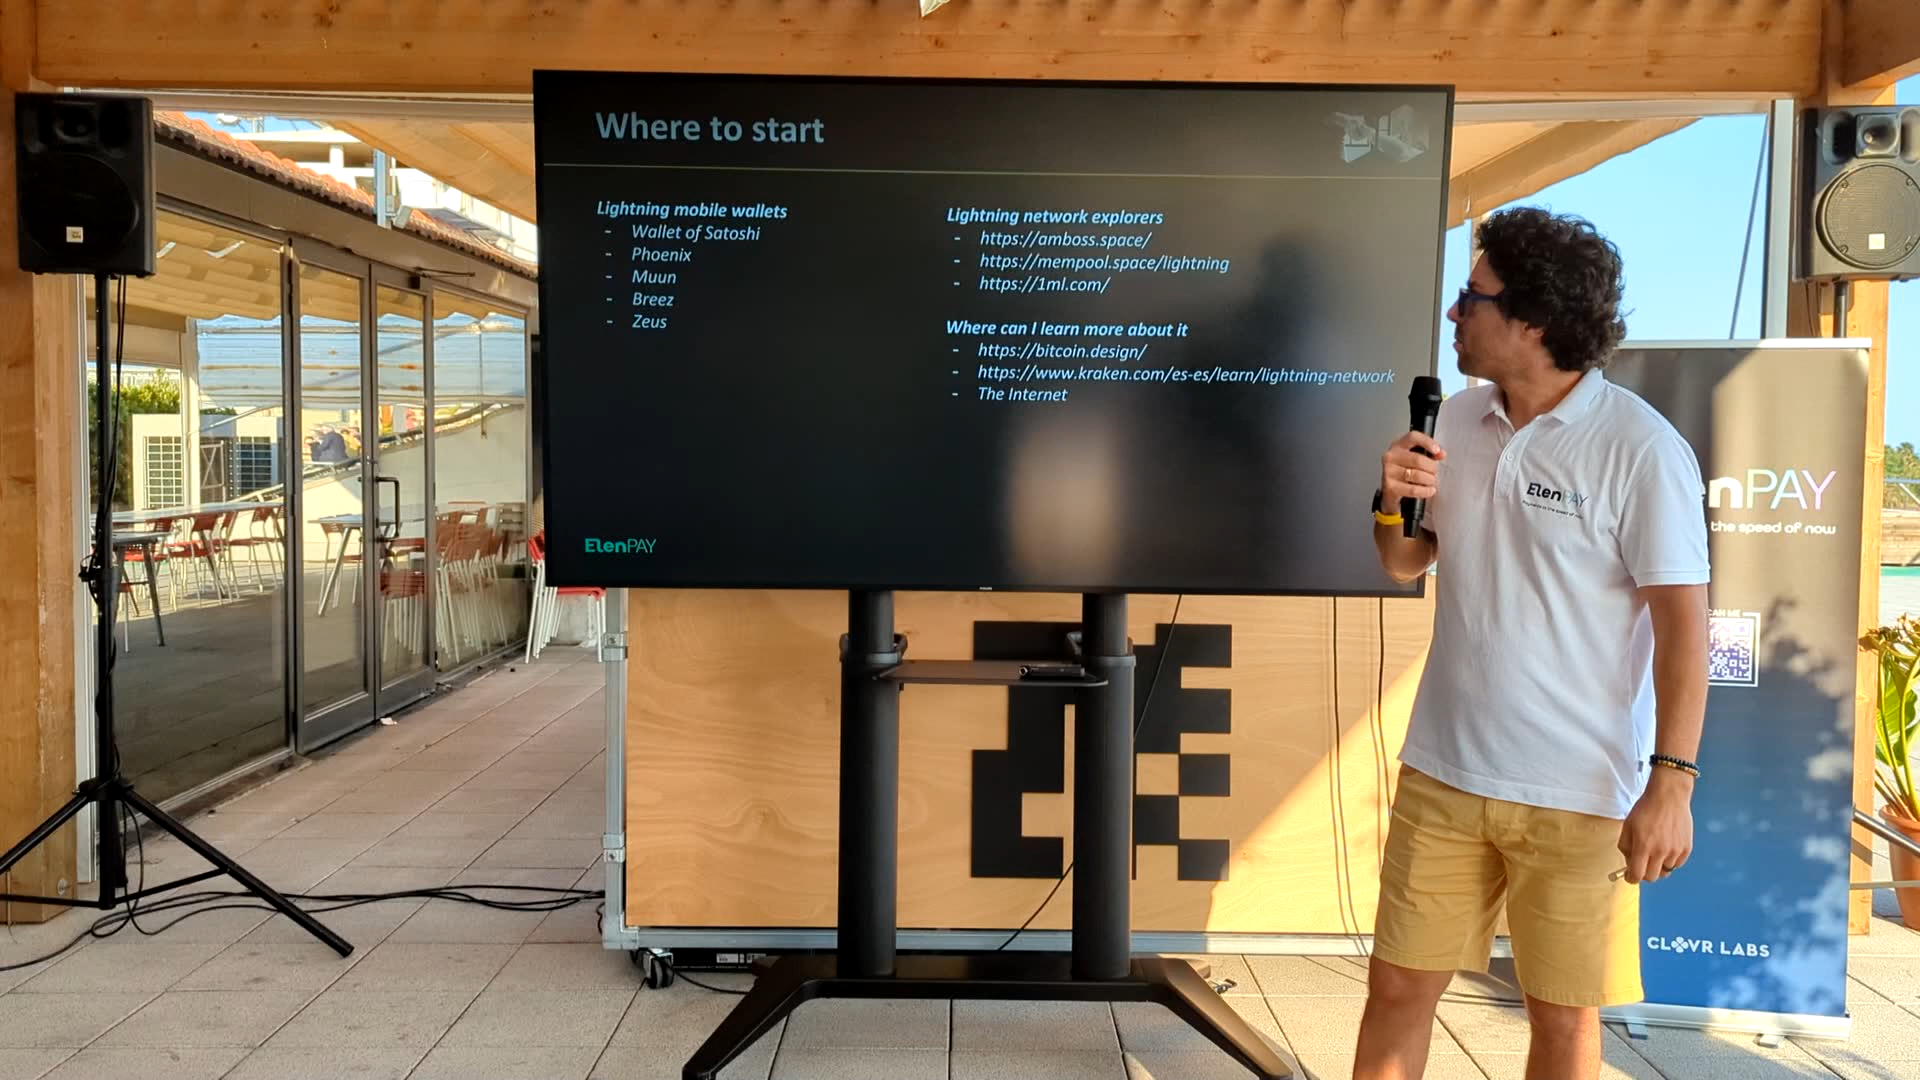 Where to start
Lightning mobile wallets
- Wallet of Satoshi
- Phoenix
- Muun
- Breez
- Zeus
Lightning network explorers
- https://amboss.space/
- https://mempool.space/lightning
- https://1ml.com/
Where can I learn more about it
- https://bitcoin.design/
- https://www.kraken.com/es-es/learn/lightning-network
- The Internet
ElenPAY
ElenPAY
nPAY
the speed of now
CAN ME
CLOVR LABS